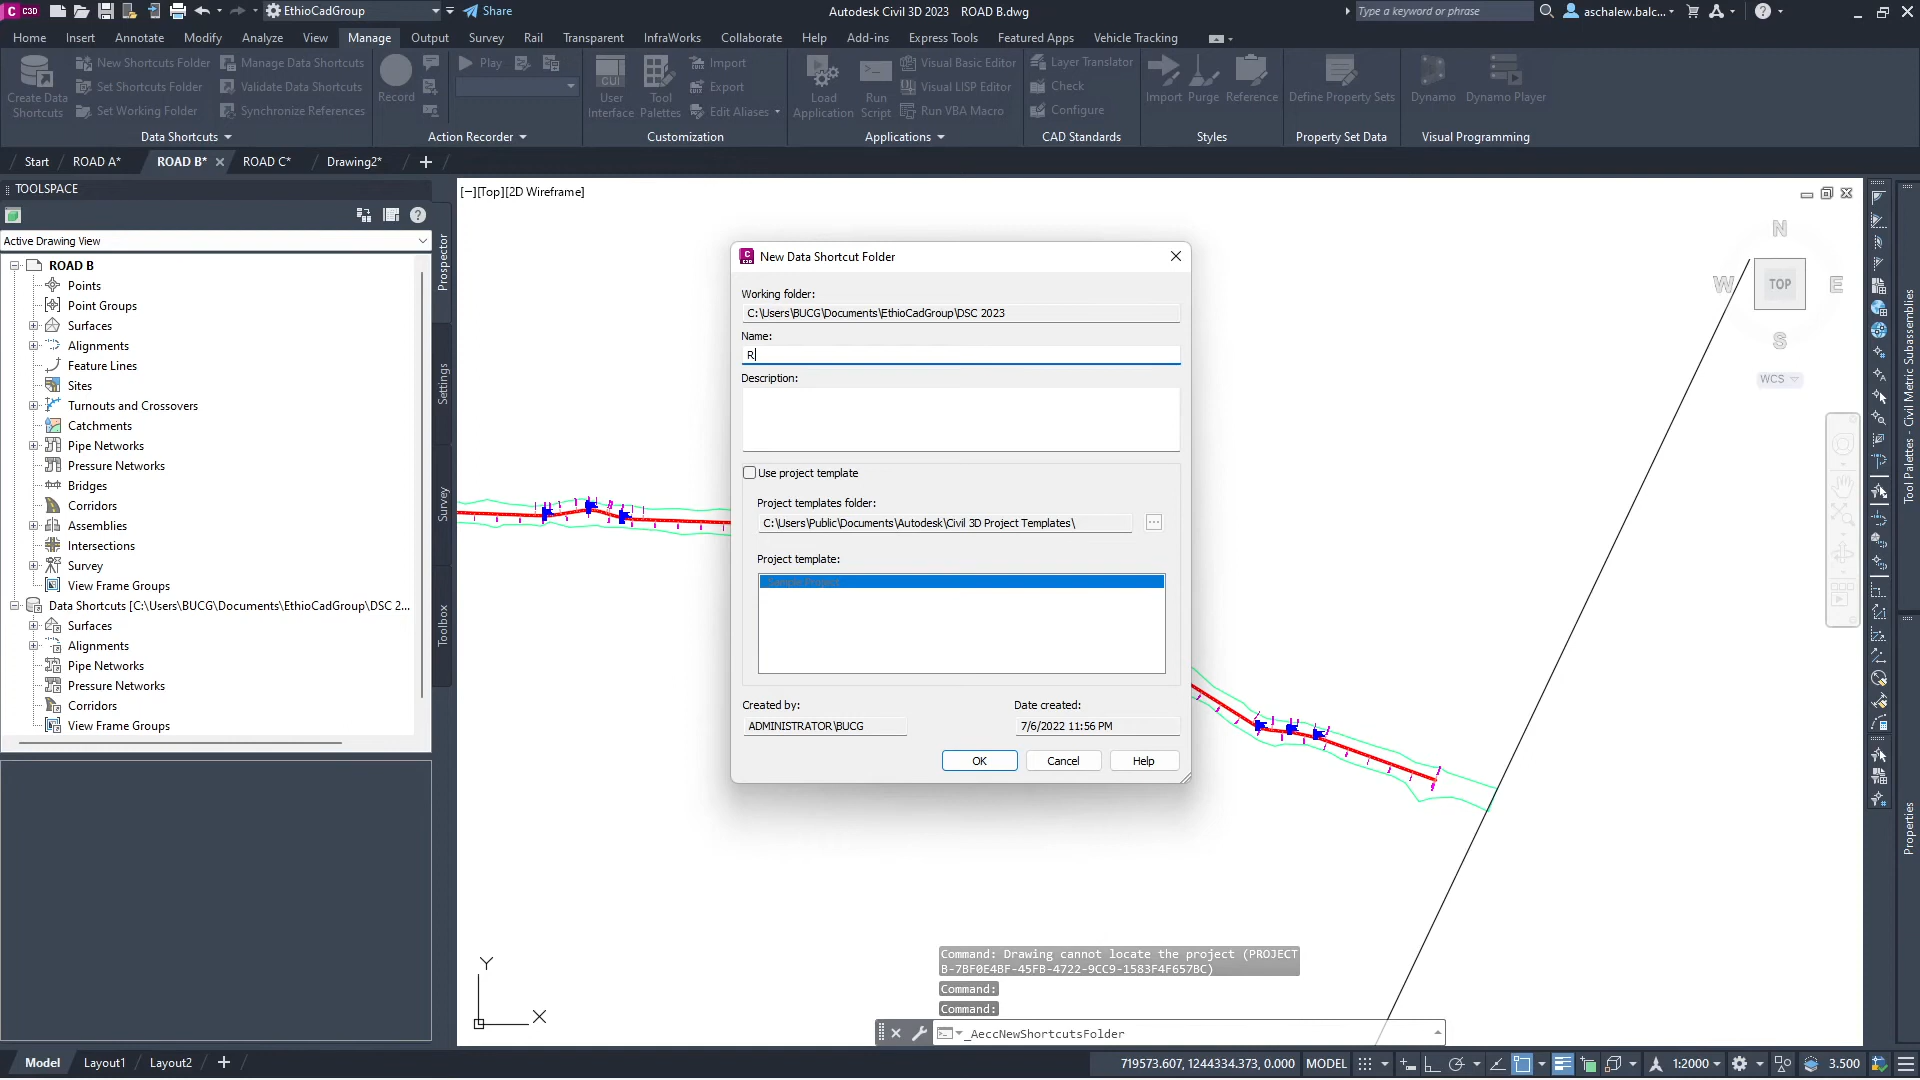 C3D EthioCadGroup Share Autodesk Civil 3D 2023 ROAD B.dwg Type a keyword or phrase aschalew.balc...
Home Insert Annotate Modify Analyze View Manage Output Survey Rail Transparent InfraWorks Collaborate Help Add-ins Express Tools Featured Apps Vehicle Tracking
New Shortcuts Folder Manage Data Shortcuts Play Import Visual Basic Editor Layer Translator
Set Shortcuts Folder Validate Data Shortcuts Export Visual LISP Editor Check
Create Data Shortcuts Record User Interface Tool Palettes Load Application Run Script Import Purge Reference Define Property Sets Dynamo Dynamo Player
Set Working Folder Synchronize References Edit Aliases Run VBA Macro Configure
Data Shortcuts Action Recorder Customization Applications CAD Standards Styles Property Set Data Visual Programming
Start ROAD A* ROAD B* ROAD C* Drawing2*
TOOLSPACE
Active Drawing View
ROAD B
Points
Point Groups
Surfaces
Alignments
Feature Lines
Sites
Turnouts and Crossovers
Catchments
Pipe Networks
Pressure Networks
Bridges
Corridors
Assemblies
Intersections
Survey
View Frame Groups
Data Shortcuts [C:\Users\BUCG\Documents\EthioCadGroup\DSC 2...
Surfaces
Alignments
Pipe Networks
Pressure Networks
Corridors
View Frame Groups
Prospector
Settings
Survey
Toolbox
[−][Top][2D Wireframe]
New Data Shortcut Folder
Working folder:
C:\Users\BUCG\Documents\EthioCadGroup\DSC 2023
Name:
R
Description:
Use project template
Project templates folder:
C:\Users\Public\Documents\Autodesk\Civil 3D Project Templates\
...
Project template:
Sample Project
Created by:
Date created:
ADMINISTRATOR\BUCG
7/6/2022 11:56 PM
OK Cancel Help
N
W TOP E
S
WCS
Tool Palettes - Civil Metric Subassemblies
Properties
Y
X
Command: Drawing cannot locate the project (PROJECT
B-7BF0E4BF-45FB-4722-9CC9-1583F4F657BC)
Command:
Command:
_AeccNewShortcutsFolder
Model Layout1 Layout2 719573.607, 1244334.373, 0.000 MODEL 1:2000 3.500